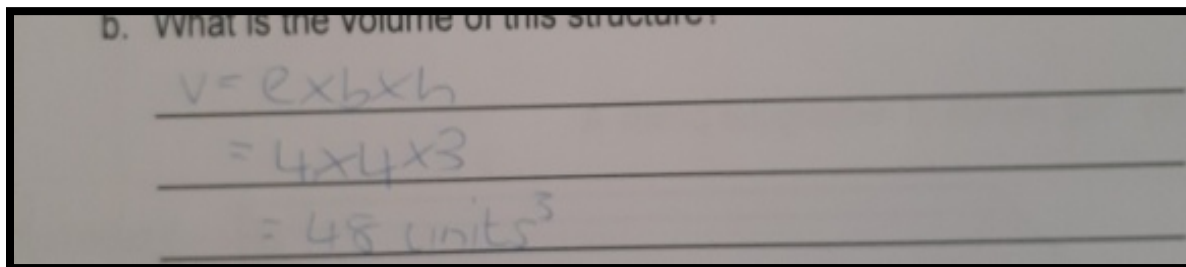 b. What is the volume of this structure?
V = l x b x h
= 4 x 4 x 3
= 48 units³